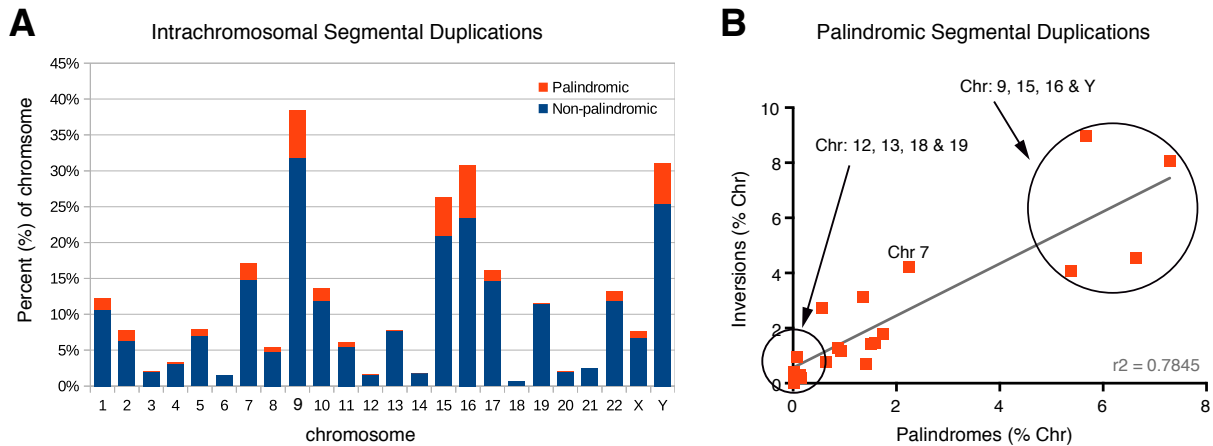 A
Intrachromosomal Segmental Duplications
45%
40%
35%
30%
25%
20%
15%
10%
5%
0%
Percent (%) of chromsome
Palindromic
Non-palindromic
1 2 3 4 5 6 7 8 9 10 11 12 13 14 15 16 17 18 19 20 21 22 X Y
chromosome
B
Palindromic Segmental Duplications
Chr: 9, 15, 16 & Y
Chr: 12, 13, 18 & 19
Chr 7
10
8
6
4
2
0
Inversions (% Chr)
r2 = 0.7845
0 2 4 6 8
Palindromes (% Chr)